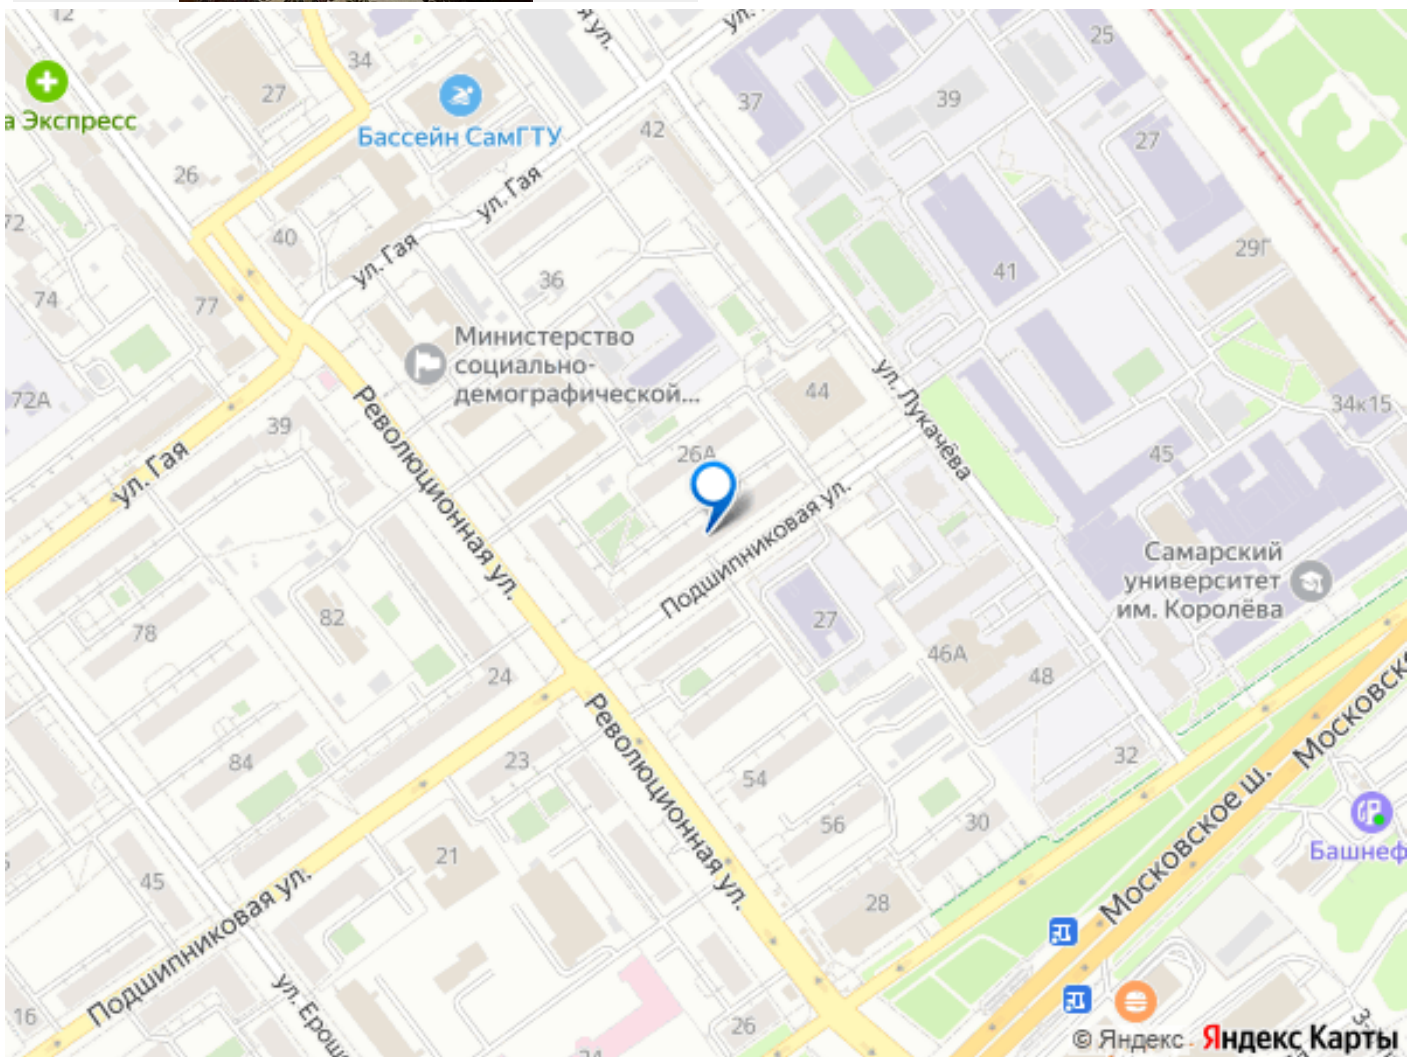 12
34
27
а Экспресс
Бассейн СамГТУ
42
37
39
25
27
26
72
ул. Гая
40
ул. Гая
36
41
29Г
74
77
Министерство
социально-
демографической...
44
ул. Лукачёва
34к15
72А
39
Революционная ул.
26А
45
ул. Гая
Подшипниковая ул.
Самарский
университет
им. Королёва
78
82
27
46А
48
24
84
23
Революционная ул.
54
32
Московское ш.
56
30
Башнеф
21
45
28
Подшипниковая ул.
16
26
© Яндекс
Яндекс Карты